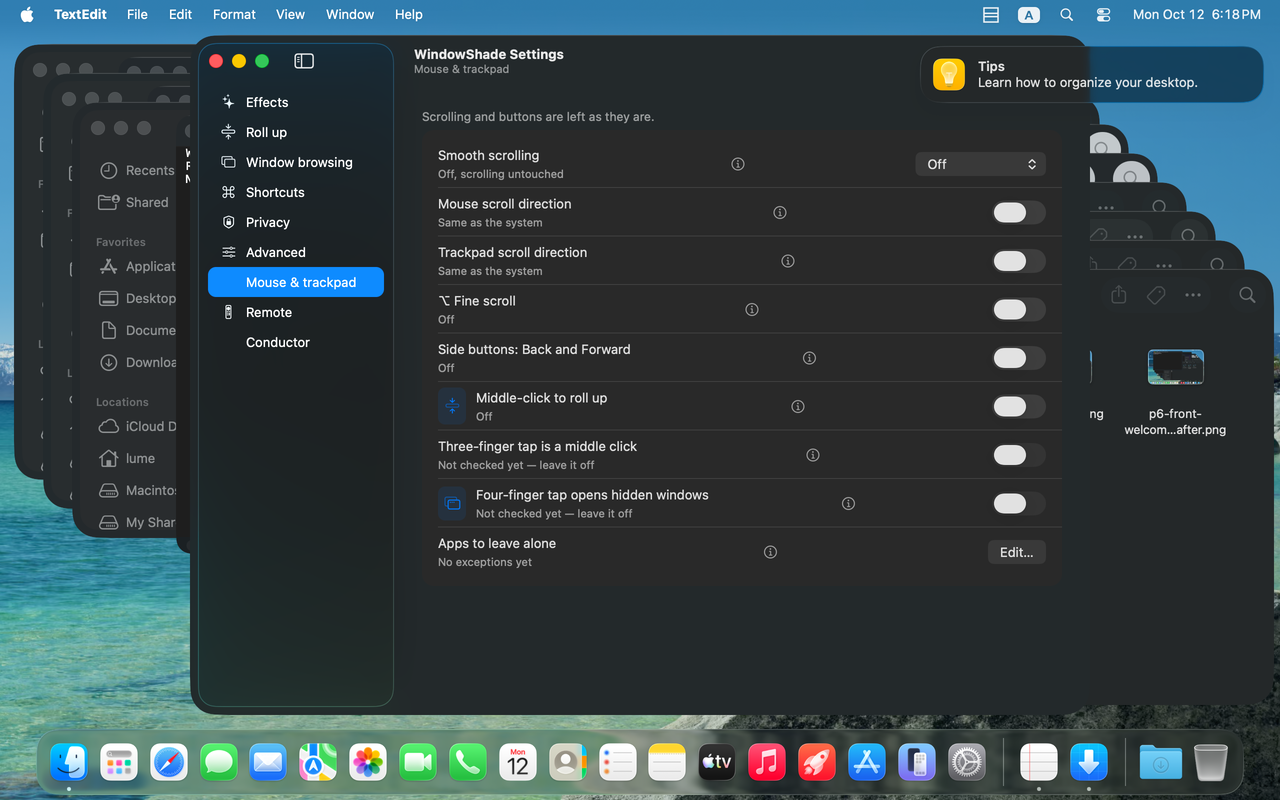 TextEdit File Edit Format View Window Help
A
Mon Oct 12 6:18 PM
WindowShade Settings
Mouse & trackpad
Tips
Learn how to organize your desktop.
Effects
Roll up
Window browsing
Shortcuts
Privacy
Advanced
Mouse & trackpad
Remote
Conductor
Recents
Shared
Favorites
Applicat
Desktop
Docume
Downloa
Locations
iCloud D
lume
Macintos
My Shar
Scrolling and buttons are left as they are.
Smooth scrolling
Off, scrolling untouched
Off
Mouse scroll direction
Same as the system
Trackpad scroll direction
Same as the system
⌥ Fine scroll
Off
Side buttons: Back and Forward
Off
Middle-click to roll up
Off
Three-finger tap is a middle click
Not checked yet — leave it off
Four-finger tap opens hidden windows
Not checked yet — leave it off
Apps to leave alone
No exceptions yet
Edit...
ng
p6-front-
welcom...after.png
Mon
12
tv